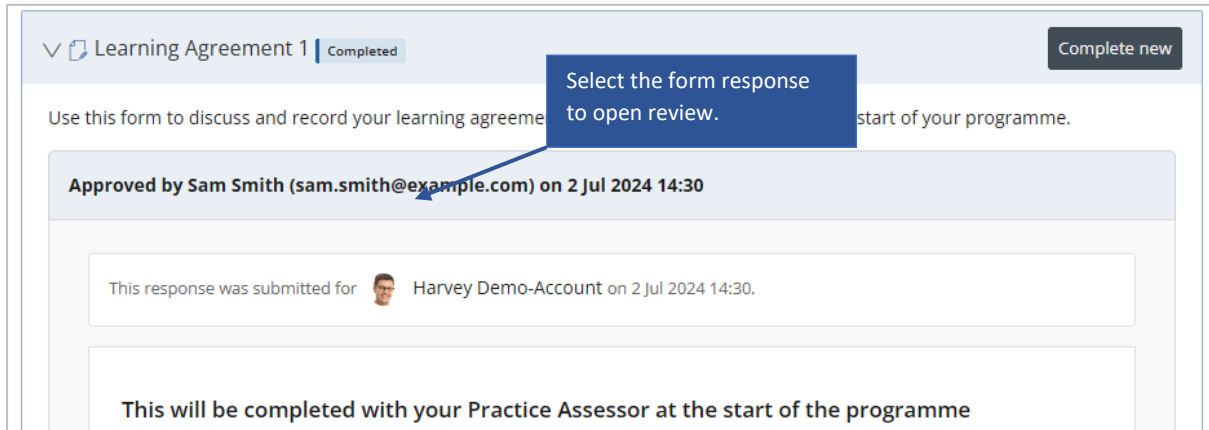 Learning Agreement 1 Completed
Complete new
Select the form response
to open review.
Use this form to discuss and record your learning agreeme start of your programme.
Approved by Sam Smith (sam.smith@example.com) on 2 Jul 2024 14:30
This response was submitted for Harvey Demo-Account on 2 Jul 2024 14:30.
This will be completed with your Practice Assessor at the start of the programme